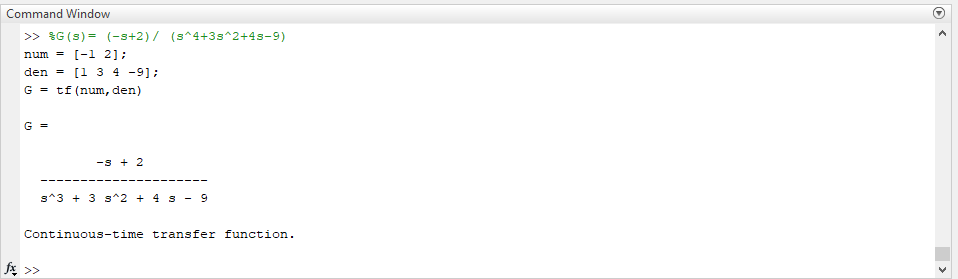 Command Window
>> %G(s)= (-s+2)/ (s^4+3s^2+4s-9)
num = [-1 2];
den = [1 3 4 -9];
G = tf(num,den)
G =
-s + 2
---------------------
s^3 + 3 s^2 + 4 s - 9
Continuous-time transfer function.
fx >>